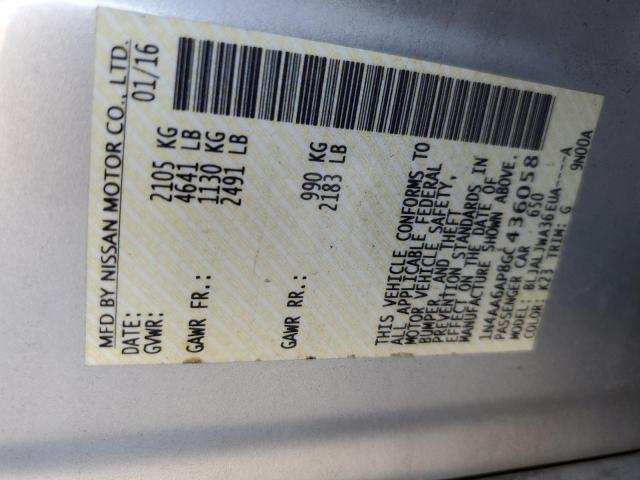 MFD BY NISSAN MOTOR CO., LTD.
DATE: 01/16
GVWR: 2105 KG
4641 LB
GAWR FR.: 1130 KG
2491 LB
GAWR RR.: 990 KG
2183 LB
THIS VEHICLE CONFORMS TO
ALL APPLICABLE FEDERAL
MOTOR VEHICLE SAFETY,
BUMPER, AND THEFT
PREVENTION STANDARDS IN
EFFECT ON THE DATE OF
MANUFACTURE SHOWN ABOVE.
1N4AA6AP8GC436058
PASSENGER CAR 650
MODEL: BLJALJWA36EUA-----A
COLOR: K23 TRIM: G 9N00A